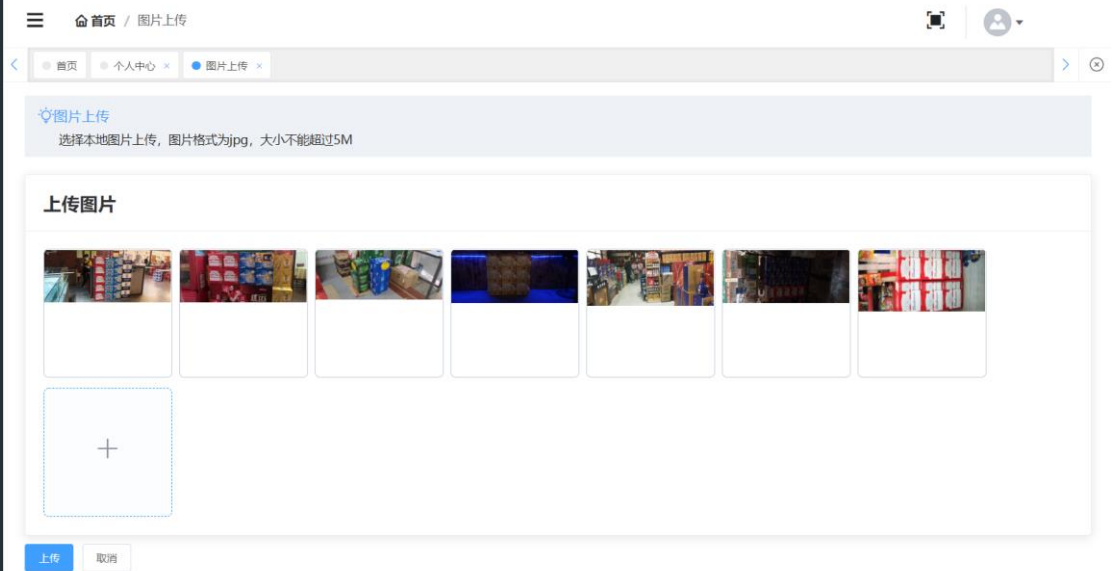 首页 / 图片上传
首页 个人中心 × 图片上传 ×
图片上传
选择本地图片上传，图片格式为jpg，大小不能超过5M
上传图片
+
上传 取消